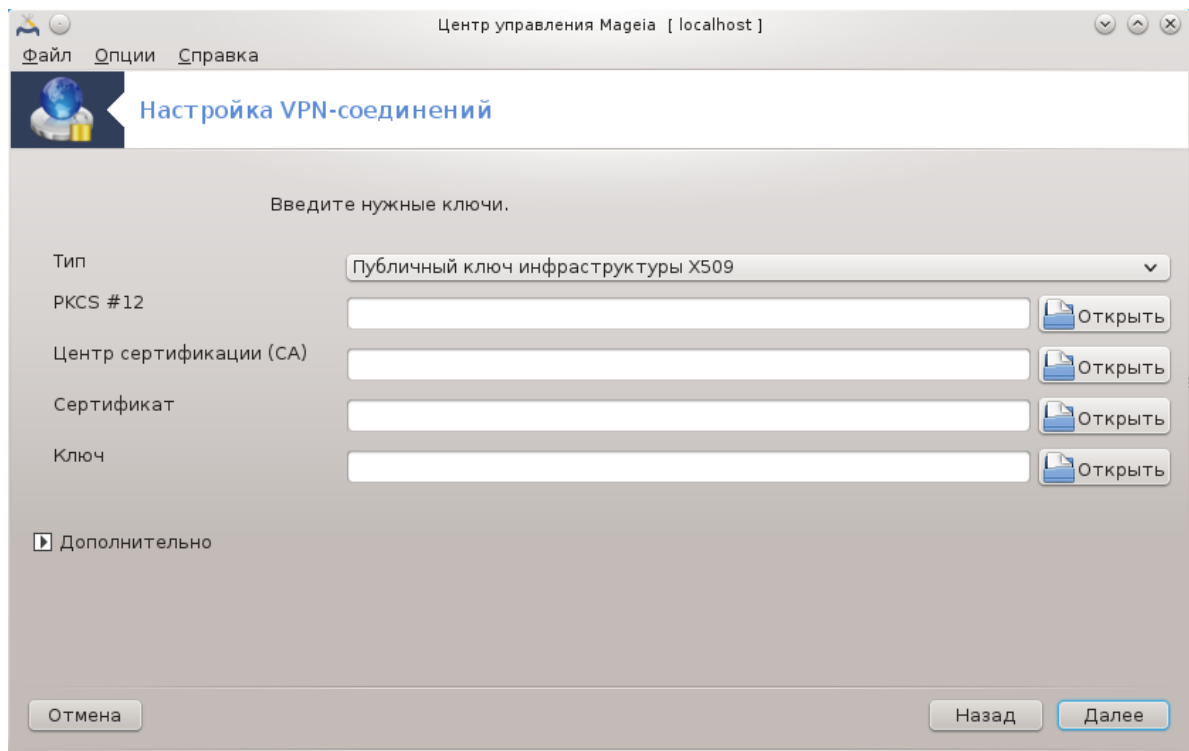 Центр управления Mageia [ localhost ]
Файл Опции Справка
Настройка VPN-соединений
Введите нужные ключи.
Тип
Публичный ключ инфраструктуры X509
PKCS #12
Открыть
Центр сертификации (CA)
Открыть
Сертификат
Открыть
Ключ
Открыть
Дополнительно
Отмена
Назад
Далее